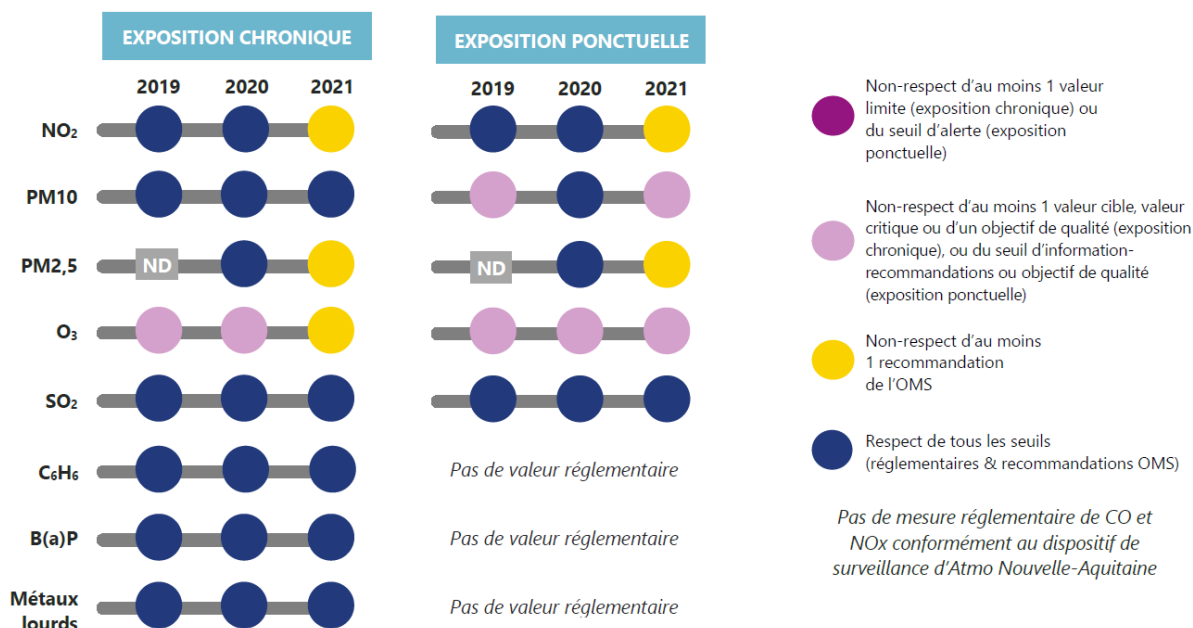 EXPOSITION CHRONIQUE
2019 2020 2021
NO₂
PM10
PM2,5
ND
O₃
SO₂
C₆H₆
B(a)P
Métaux
lourds
EXPOSITION PONCTUELLE
2019 2020 2021
ND
Pas de valeur réglementaire
Pas de valeur réglementaire
Pas de valeur réglementaire
Non-respect d'au moins 1 valeur
limite (exposition chronique) ou
du seuil d'alerte (exposition
ponctuelle)
Non-respect d'au moins 1 valeur cible, valeur
critique ou d'un objectif de qualité (exposition
chronique), ou du seuil d'information-
recommandations ou objectif de qualité
(exposition ponctuelle)
Non-respect d'au moins
1 recommandation
de l'OMS
Respect de tous les seuils
(réglementaires & recommandations OMS)
Pas de mesure réglementaire de CO et
NOx conformément au dispositif de
surveillance d'Atmo Nouvelle-Aquitaine